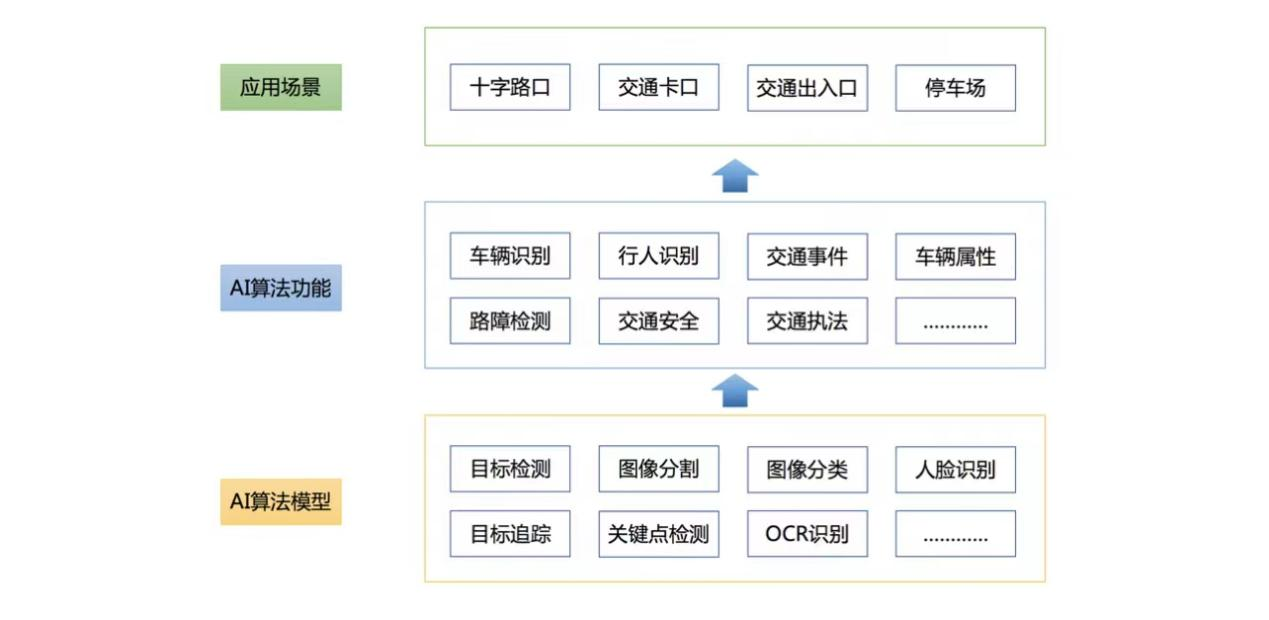 应用场景
十字路口 交通卡口 交通出入口 停车场
AI算法功能
车辆识别 行人识别 交通事件 车辆属性
路障检测 交通安全 交通执法 …………
AI算法模型
目标检测 图像分割 图像分类 人脸识别
目标追踪 关键点检测 OCR识别 …………